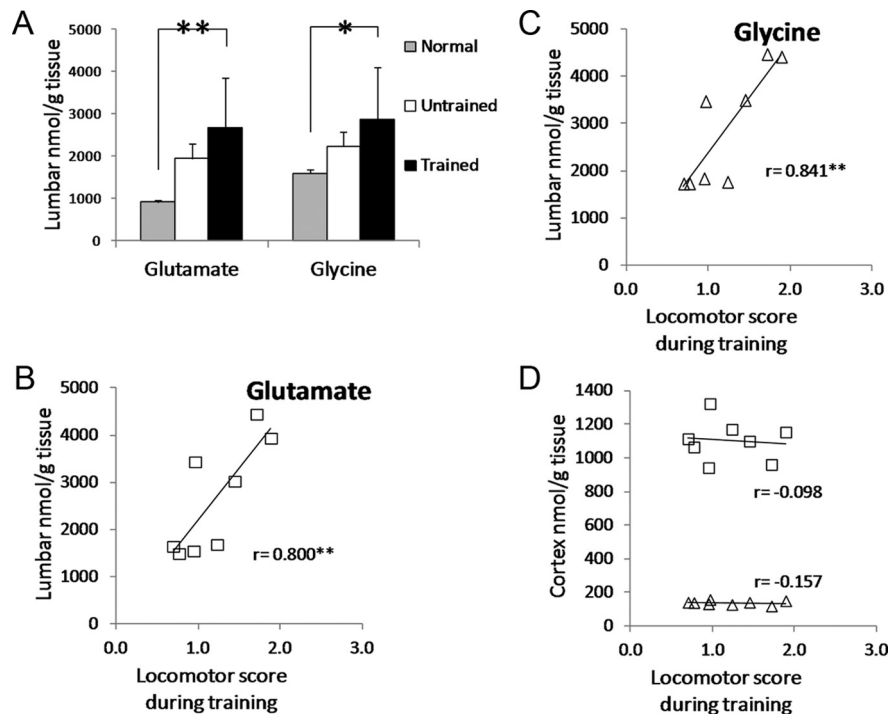 A
Lumbar nmol/g tissue
5000
4000
3000
2000
1000
0
**
*
Normal
Untrained
Trained
Glutamate
Glycine
B
Glutamate
Lumbar nmol/g tissue
5000
4000
3000
2000
1000
0
r= 0.800**
0.0
1.0
2.0
3.0
Locomotor score
during training
C
Glycine
Lumbar nmol/g tissue
5000
4000
3000
2000
1000
0
r= 0.841**
0.0
1.0
2.0
3.0
Locomotor score
during training
D
Cortex nmol/g tissue
1400
1200
1000
800
600
400
200
0
r= -0.098
r= -0.157
0.0
1.0
2.0
3.0
Locomotor score
during training